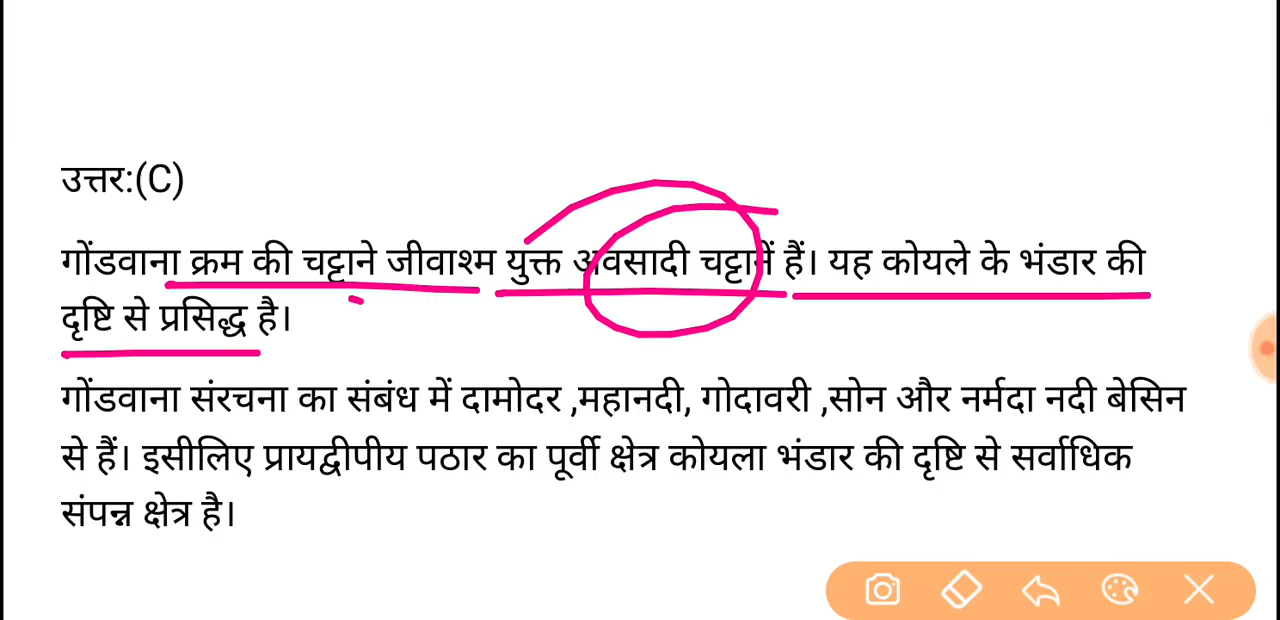 उत्तर:(C)
गोंडवाना क्रम की चट्टाने जीवाश्म युक्त अवसादी चट्टानें हैं। यह कोयले के भंडार की
दृष्टि से प्रसिद्ध है।
गोंडवाना संरचना का संबंध में दामोदर ,महानदी, गोदावरी ,सोन और नर्मदा नदी बेसिन
से हैं। इसीलिए प्रायद्वीपीय पठार का पूर्वी क्षेत्र कोयला भंडार की दृष्टि से सर्वाधिक
संपन्न क्षेत्र है।